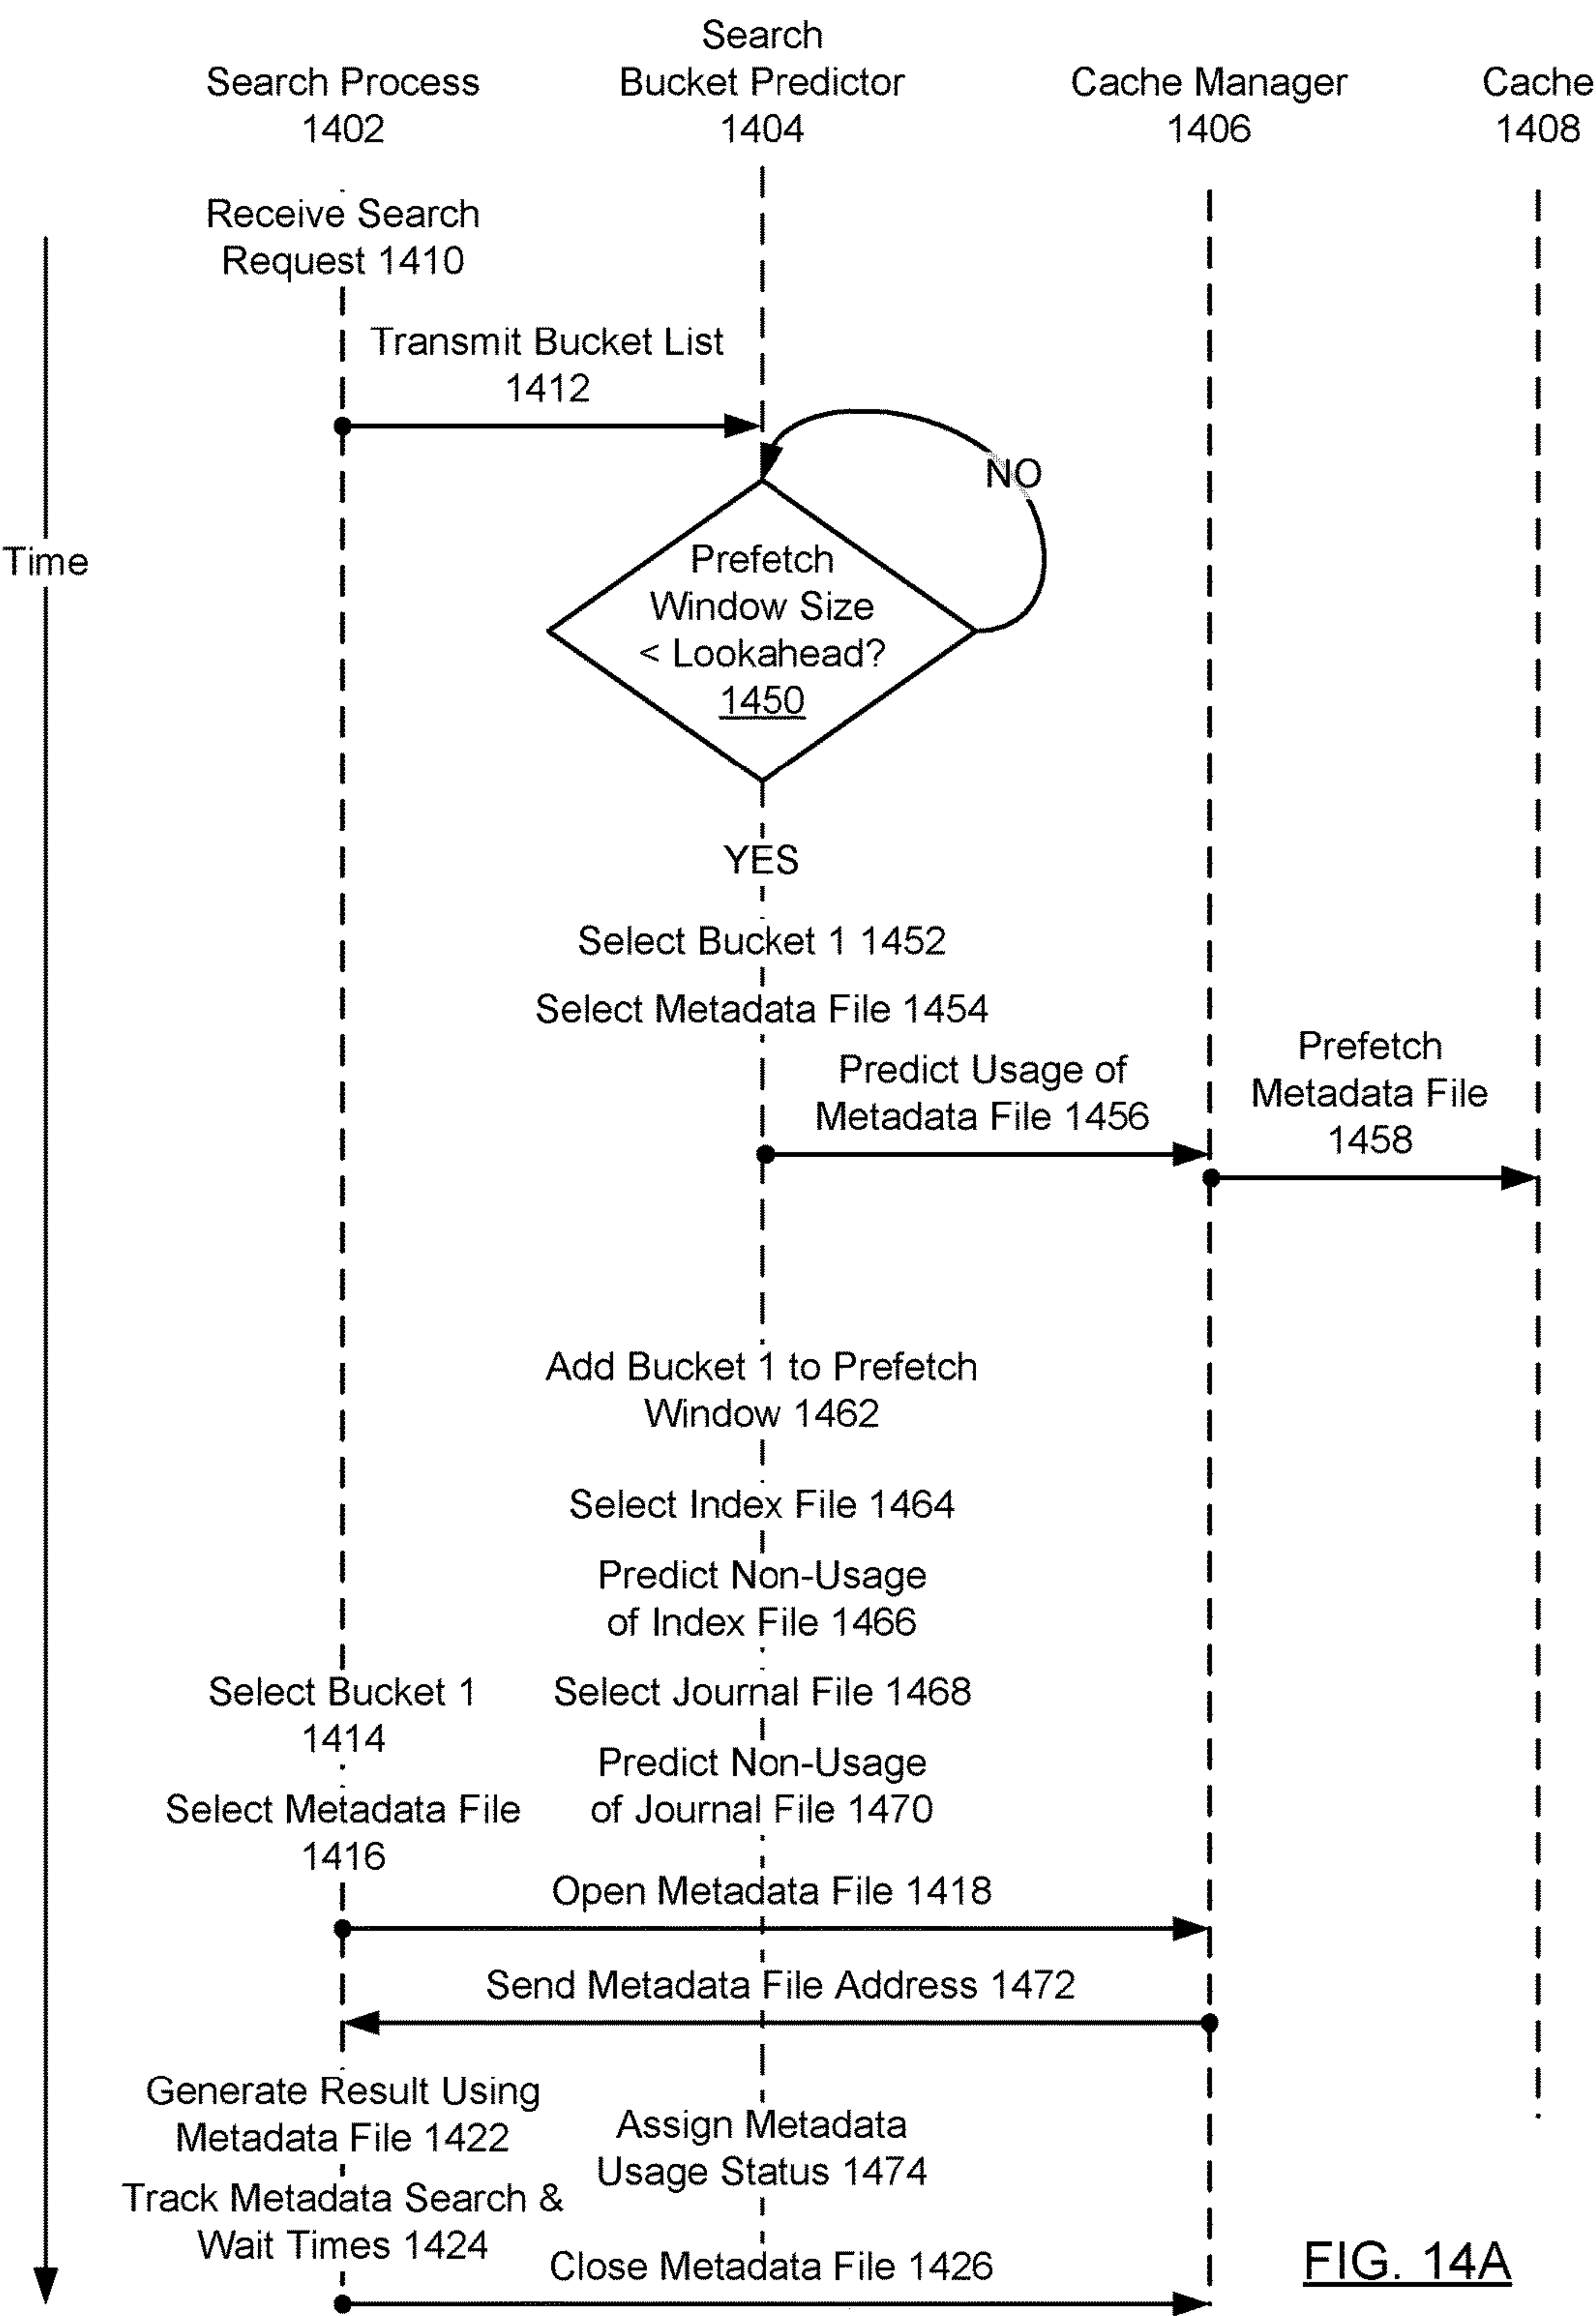 Search Process
1402
Search
Bucket Predictor
1404
Cache Manager
1406
Cache
1408
Receive Search
Request 1410
Transmit Bucket List
1412
NO
Time
Prefetch
Window Size
< Lookahead?
1450
YES
Select Bucket 1 1452
Select Metadata File 1454
Predict Usage of
Metadata File 1456
Prefetch
Metadata File
1458
Add Bucket 1 to Prefetch
Window 1462
Select Index File 1464
Predict Non-Usage
of Index File 1466
Select Bucket 1
1414
Select Journal File 1468
Predict Non-Usage
of Journal File 1470
Select Metadata File
1416
Open Metadata File 1418
Send Metadata File Address 1472
Generate Result Using
Metadata File 1422
Assign Metadata
Usage Status 1474
Track Metadata Search &
Wait Times 1424
Close Metadata File 1426
FIG. 14A